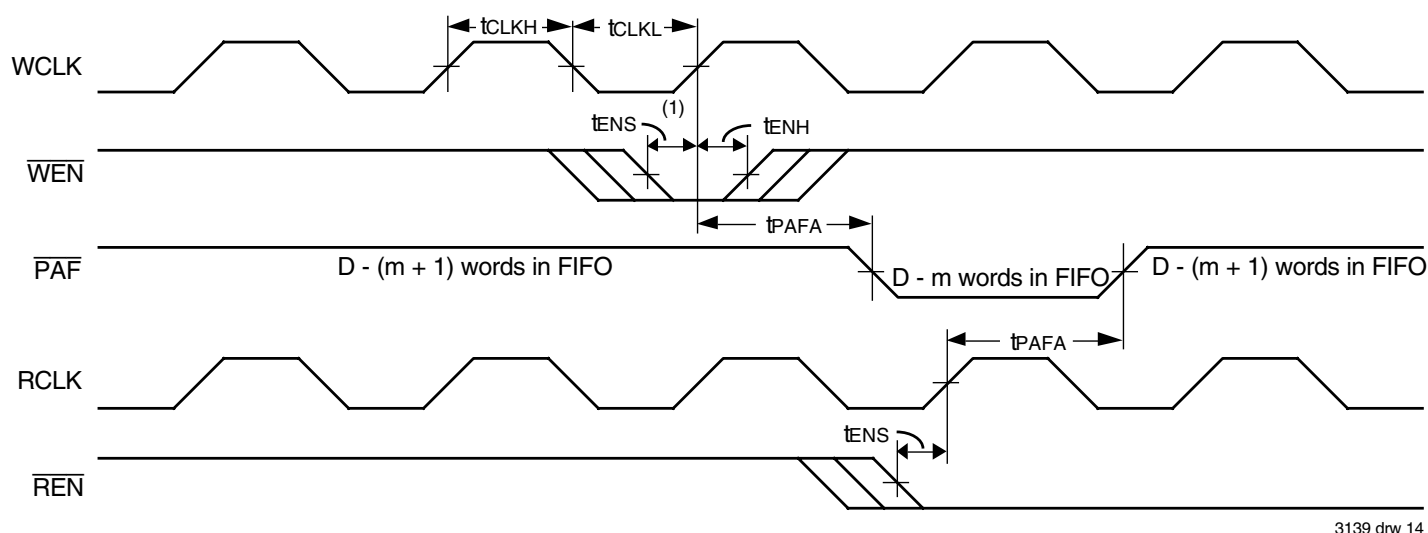 tCLKH tCLKL
WCLK
(1)
tENS tENH
WEN
tPAFA
PAF
D - (m + 1) words in FIFO
D - m words in FIFO
D - (m + 1) words in FIFO
tPAFA
RCLK
tENS
REN
3139 drw 14